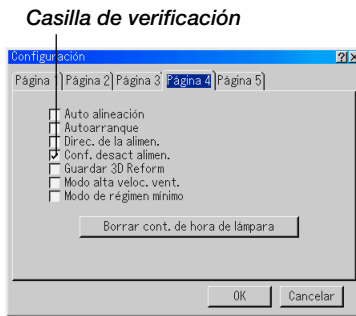 Casilla de verificación
Configuración
Página 1 Página 2 Página 3 Página 4 Página 5
Auto alineación
Autoarranque
Direc. de la alimen.
Conf. desact alimen.
Guardar 3D Reform
Modo alta veloc. vent.
Modo de régimen mínimo
Borrar cont. de hora de lámpara
OK Cancelar